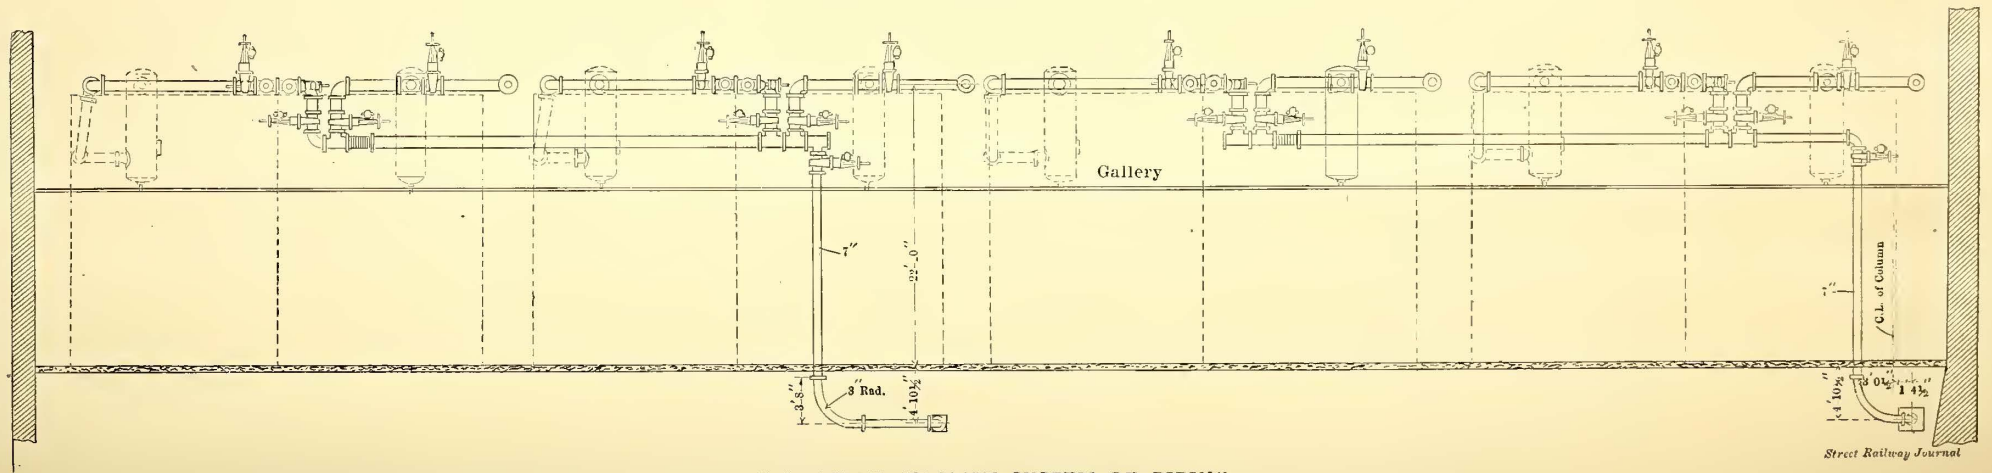 Gallery
7"
22'-0"
7"
C.L. of Column
3'-8"
3" Rad.
4'-10½"
4'-10½"
3' 0½"
1' 4½"
Street Railway Journal